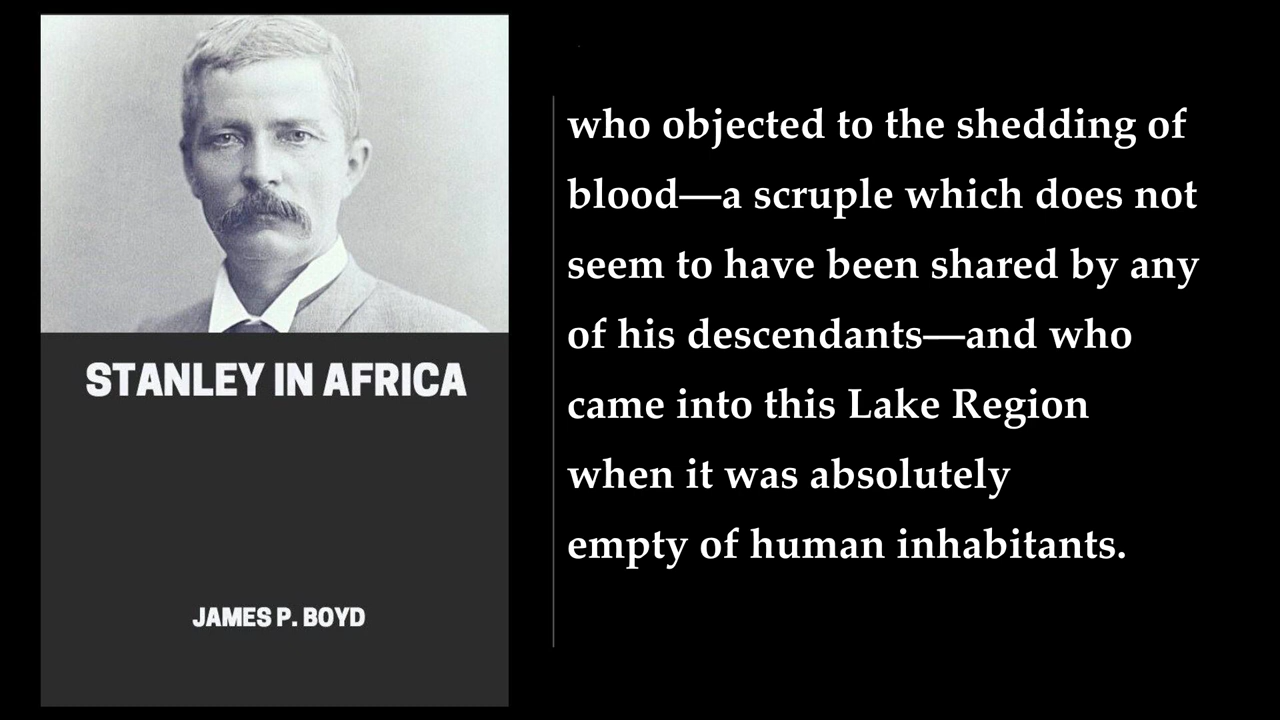 STANLEY IN AFRICA
JAMES P. BOYD
who objected to the shedding of
blood—a scruple which does not
seem to have been shared by any
of his descendants—and who
came into this Lake Region
when it was absolutely
empty of human inhabitants.